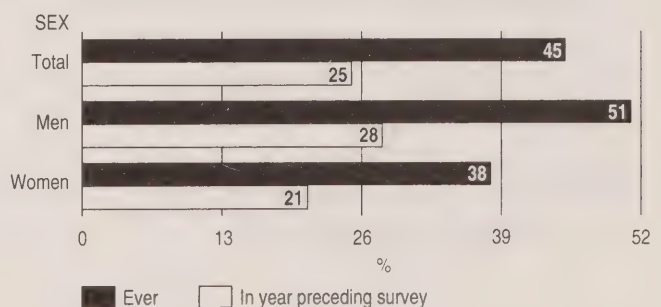 SEX
Total
45
25
Men
51
28
Women
38
21
0 13 26 39 52
%
Ever In year preceding survey